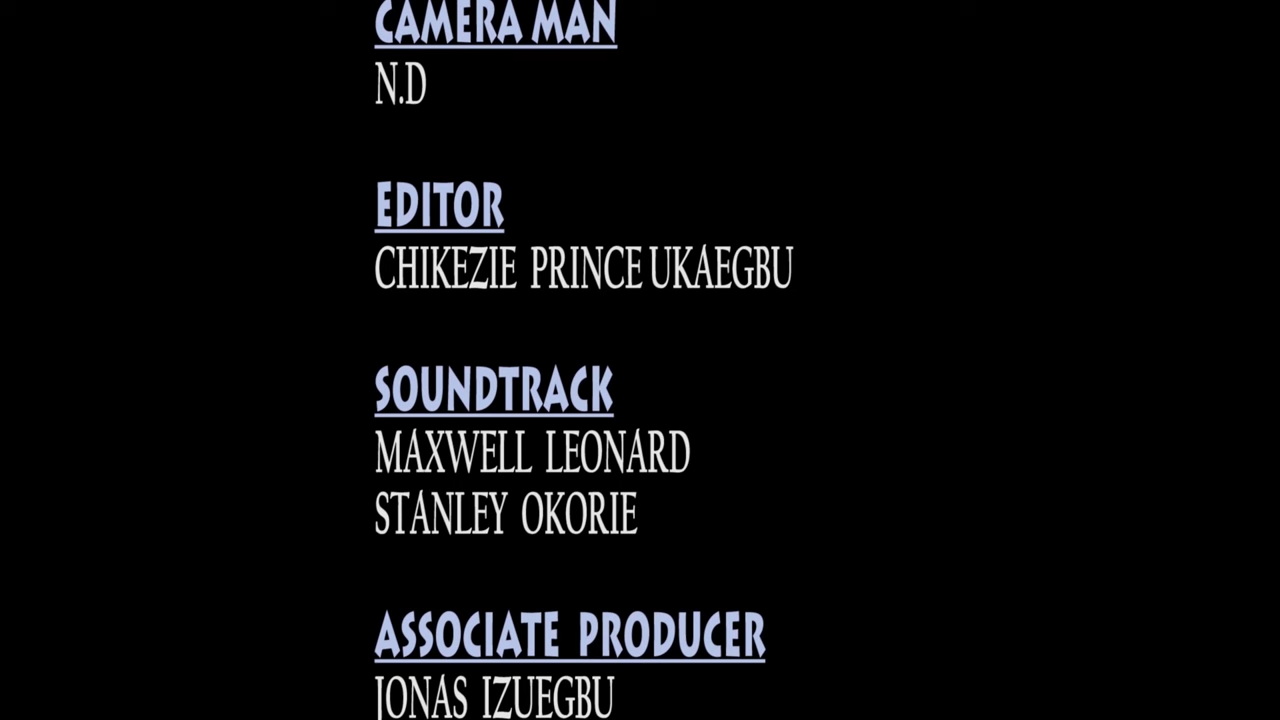 CAMERA MAN
N.D
EDITOR
CHIKEZIE PRINCE UKAEGBU
SOUNDTRACK
MAXWELL LEONARD
STANLEY OKORIE
ASSOCIATE PRODUCER
JONAS IZUEGBU